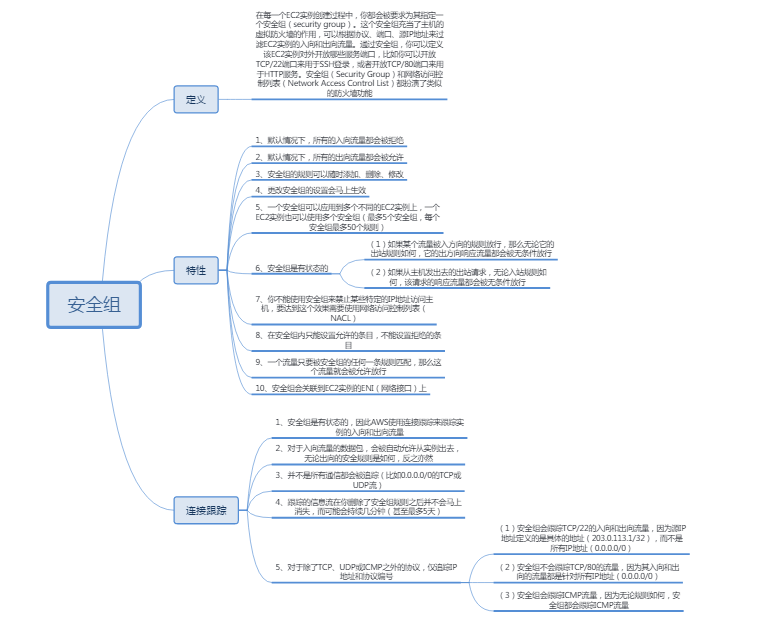 在每一个EC2实例创建过程中，你都会被要求为其指定一
个安全组（security group）。这个安全组充当了主机的
虚拟防火墙的作用，可以根据协议、端口、源IP地址来过
滤EC2实例的入向和出向流量。通过安全组，你可以定义
该EC2实例对外开放哪些服务端口，比如你可以开放
TCP/22端口来用于SSH登录，或者开放TCP/80端口来用
于HTTP服务。安全组（Security Group）和网络访问控
制列表（Network Access Control List）都扮演了类似
的防火墙功能
定义
1、默认情况下，所有的入向流量都会被拒绝
2、默认情况下，所有的出向流量都会被允许
3、安全组的规则可以随时添加、删除、修改
4、更改安全组的设置会马上生效
5、一个安全组可以应用到多个不同的EC2实例上，一个
EC2实例也可以使用多个安全组（最多5个安全组，每个
安全组最多50个规则）
特性
6、安全组是有状态的
（1）如果某个流量被入方向的规则放行，那么无论它的
出站规则如何，它的出方向响应流量都会被无条件放行
（2）如果从主机发出去的出站请求，无论入站规则如
何，该请求的响应流量都会被无条件放行
7、你不能使用安全组来禁止某些特定的IP地址访问主
机，要达到这个效果需要使用网络访问控制列表（
NACL）
安全组
8、在安全组内只能设置允许的条目，不能设置拒绝的条
目
9、一个流量只要被安全组的任何一条规则匹配，那么这
个流量就会被允许放行
10、安全组会关联到EC2实例的ENI（网络接口）上
1、安全组是有状态的，因此AWS使用连接跟踪来跟踪实
例的入向和出向流量
2、对于入向流量的数据包，会被自动允许从实例出去，
无论出向的安全规则是如何，反之亦然
3、并不是所有通信都会被追踪（比如0.0.0.0/0的TCP或
UDP流）
4、跟踪的信息流在你删除了安全组规则之后并不会马上
消失，而可能会持续几分钟（甚至最多5天）
连接跟踪
5、对于除了TCP、UDP或ICMP之外的协议，仅追踪IP
地址和协议编号
（1）安全组会跟踪TCP/22的入向和出向流量，因为源IP
地址定义的是具体的地址（203.0.113.1/32），而不是
所有IP地址（0.0.0.0/0）
（2）安全组不会跟踪TCP/80的流量，因为其入向和出
向的流量都是针对所有IP地址（0.0.0.0/0）
（3）安全组会跟踪ICMP流量，因为无论规则如何，安
全组都会跟踪ICMP流量